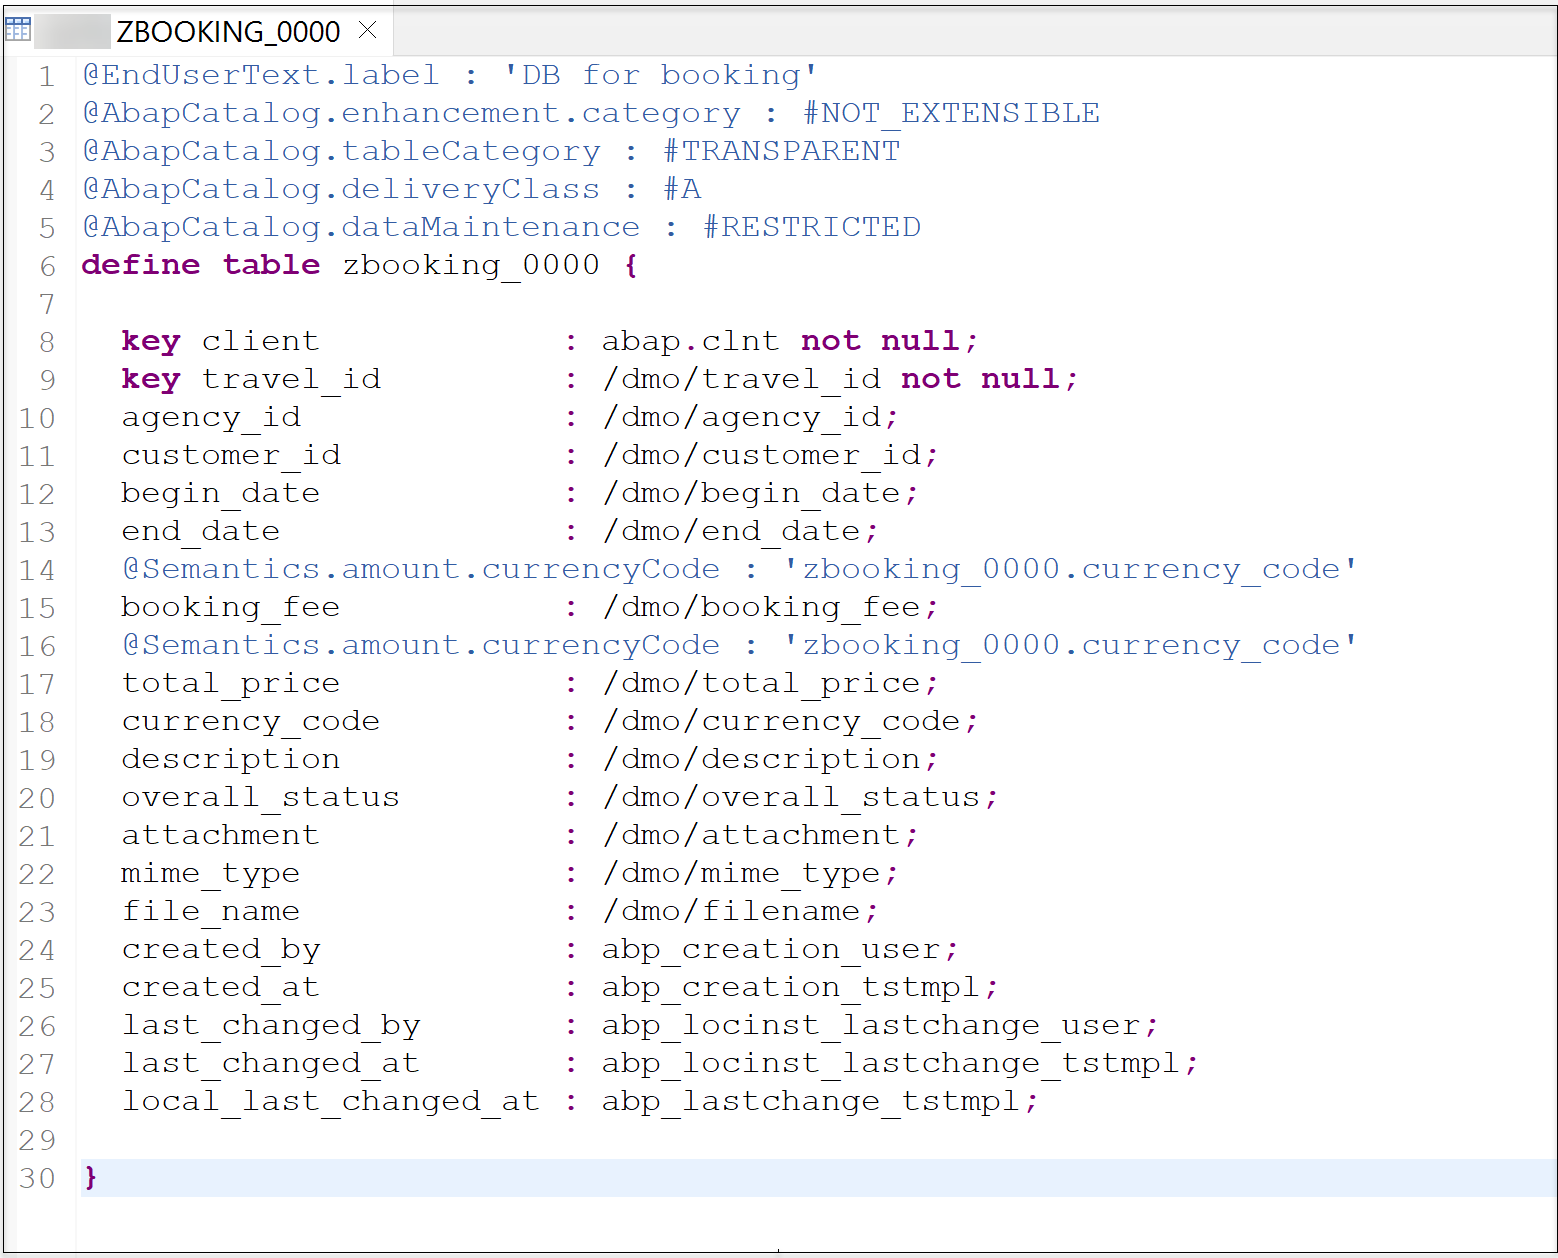 ZBOOKING_0000
1 @EndUserText.label : 'DB for booking'
2 @AbapCatalog.enhancement.category : #NOT_EXTENSIBLE
3 @AbapCatalog.tableCategory : #TRANSPARENT
4 @AbapCatalog.deliveryClass : #A
5 @AbapCatalog.dataMaintenance : #RESTRICTED
6 define table zbooking_0000 {
7
8   key client            : abap.clnt not null;
9   key travel_id         : /dmo/travel_id not null;
10   agency_id             : /dmo/agency_id;
11   customer_id           : /dmo/customer_id;
12   begin_date            : /dmo/begin_date;
13   end_date              : /dmo/end_date;
14   @Semantics.amount.currencyCode : 'zbooking_0000.currency_code'
15   booking_fee           : /dmo/booking_fee;
16   @Semantics.amount.currencyCode : 'zbooking_0000.currency_code'
17   total_price           : /dmo/total_price;
18   currency_code         : /dmo/currency_code;
19   description           : /dmo/description;
20   overall_status        : /dmo/overall_status;
21   attachment            : /dmo/attachment;
22   mime_type             : /dmo/mime_type;
23   file_name             : /dmo/filename;
24   created_by            : abp_creation_user;
25   created_at            : abp_creation_tstmpl;
26   last_changed_by       : abp_locinst_lastchange_user;
27   last_changed_at       : abp_locinst_lastchange_tstmpl;
28   local_last_changed_at : abp_lastchange_tstmpl;
29
30 }